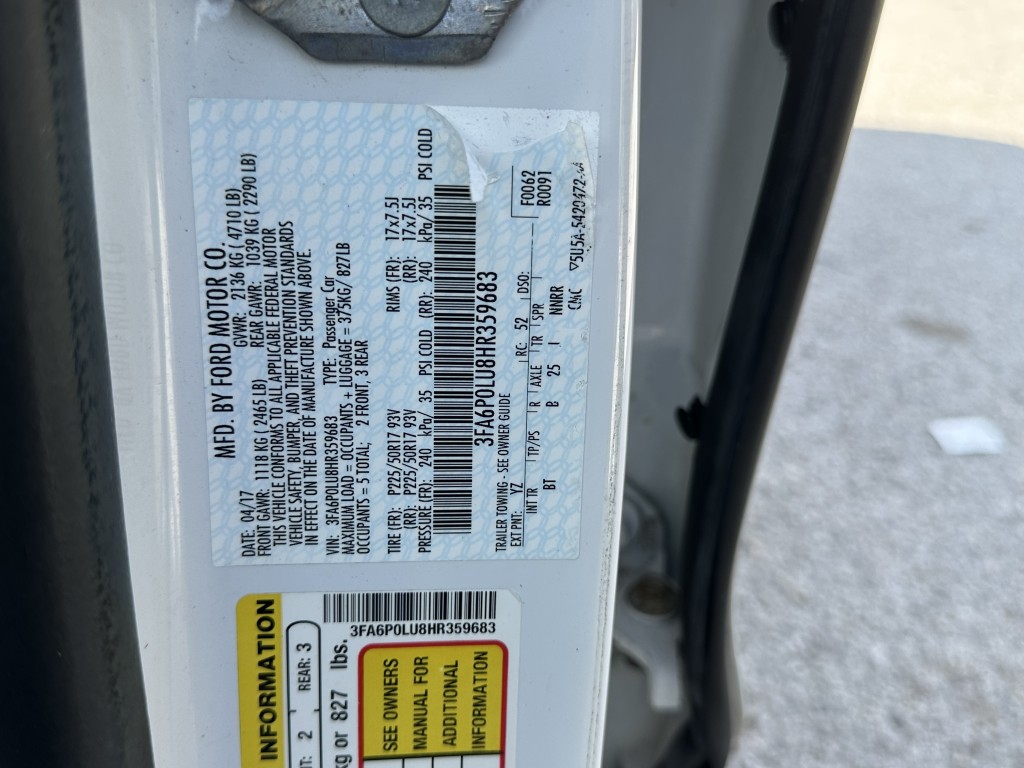 MFD. BY FORD MOTOR CO.
DATE: 04/17 GVWR: 2136 KG ( 4710 LB)
FRONT GAWR: 1118 KG ( 2465 LB) REAR GAWR: 1039 KG ( 2290 LB)
THIS VEHICLE CONFORMS TO ALL APPLICABLE FEDERAL MOTOR
VEHICLE SAFETY, BUMPER, AND THEFT PREVENTION STANDARDS
IN EFFECT ON THE DATE OF MANUFACTURE SHOWN ABOVE.
VIN: 3FA6P0LU8HR359683 TYPE: Passenger Car
MAXIMUM LOAD = OCCUPANTS + LUGGAGE = 375KG/ 827LB
OCCUPANTS = 5 TOTAL; 2 FRONT, 3 REAR
TIRE (FR): P225/50R17 93V RIMS (FR): 17x7.5J
(RR): P225/50R17 93V (RR): 17x7.5J
PRESSURE (FR): 240 kPa/ 35 PSI COLD (RR): 240 kPa/ 35 PSI COLD
3FA6P0LU8HR359683
TRAILER TOWING - SEE OWNER GUIDE F0062
R0091
EXT PNT: YZ RC: 52 DSO:
INT TR TP/PS R AXLE TR SPR
BT B 25 I NNRR
INFORMATION
2 REAR: 3
3FA6P0LU8HR359683
kg or 827 lbs.
SEE OWNERS
MANUAL FOR
ADDITIONAL
INFORMATION